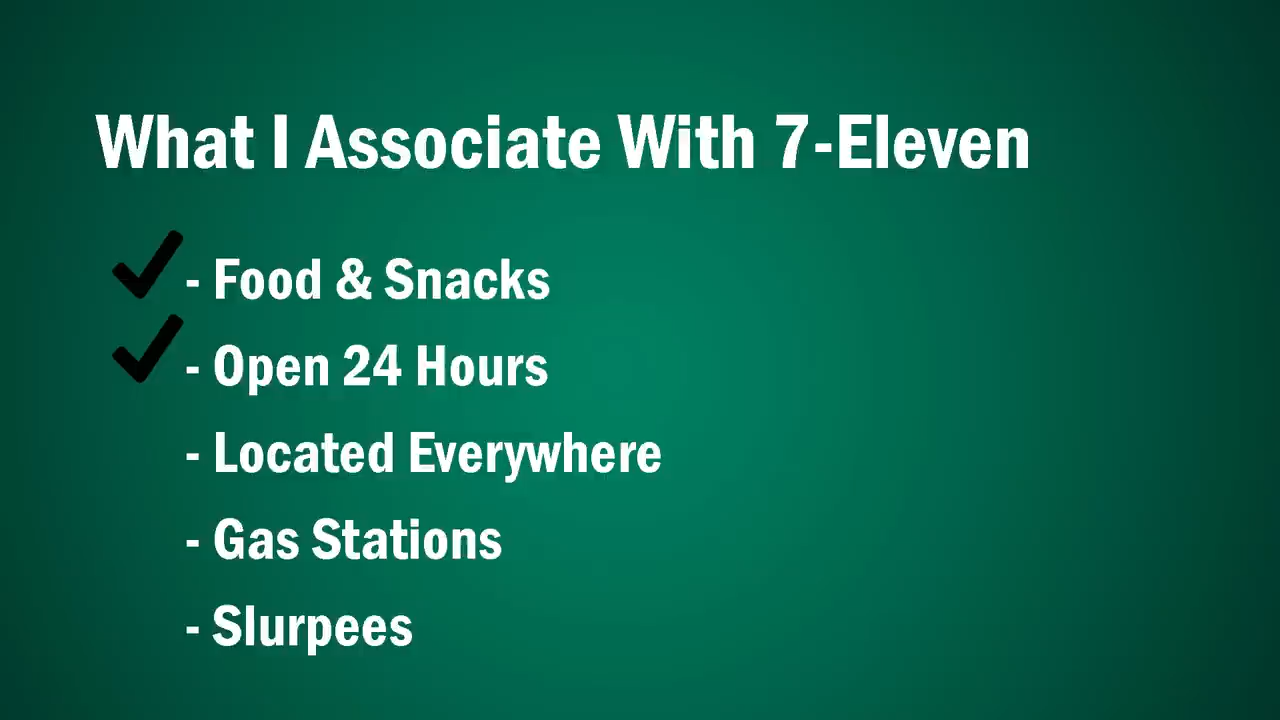 What I Associate With 7-Eleven
- Food & Snacks
- Open 24 Hours
- Located Everywhere
- Gas Stations
- Slurpees